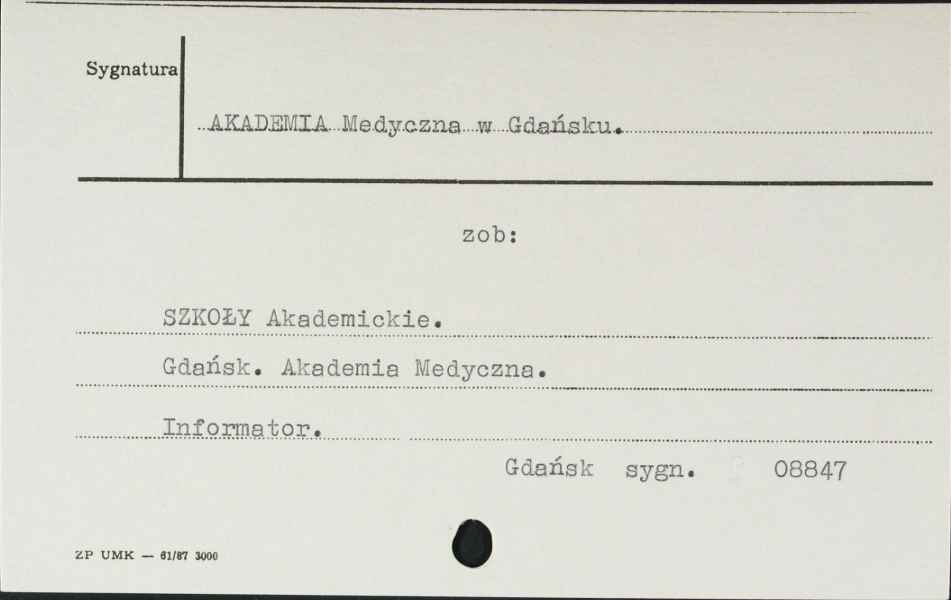 Sygnatura
AKADEMIA Medyczna w Gdańsku.
zob:
SZKOŁY Akademickie.
Gdańsk. Akademia Medyczna.
Informator.
Gdańsk sygn. 08847
ZP UMK — 61/87 3000